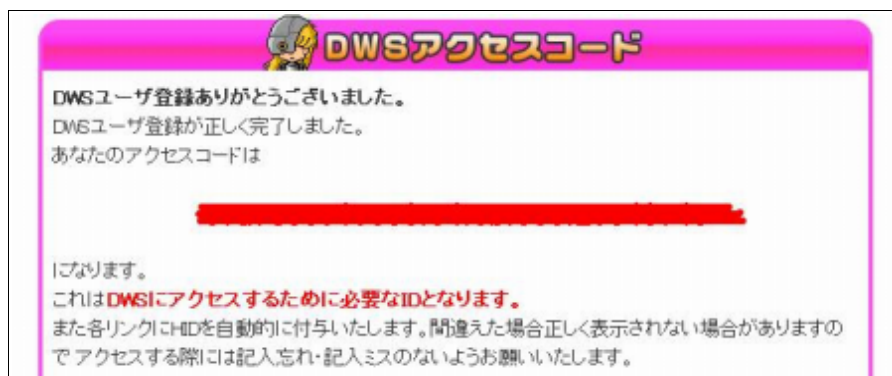 DWSアクセスコード
DWSユーザ登録ありがとうございました。
DWSユーザ登録が正しく完了しました。
あなたのアクセスコードは
になります。
これはDWSにアクセスするために必要なIDとなります。
また各リンクにHIDを自動的に付与いたします。間違えた場合正しく表示されない場合がありますの
で アクセスする際には記入忘れ・記入ミスのないようお願いいたします。